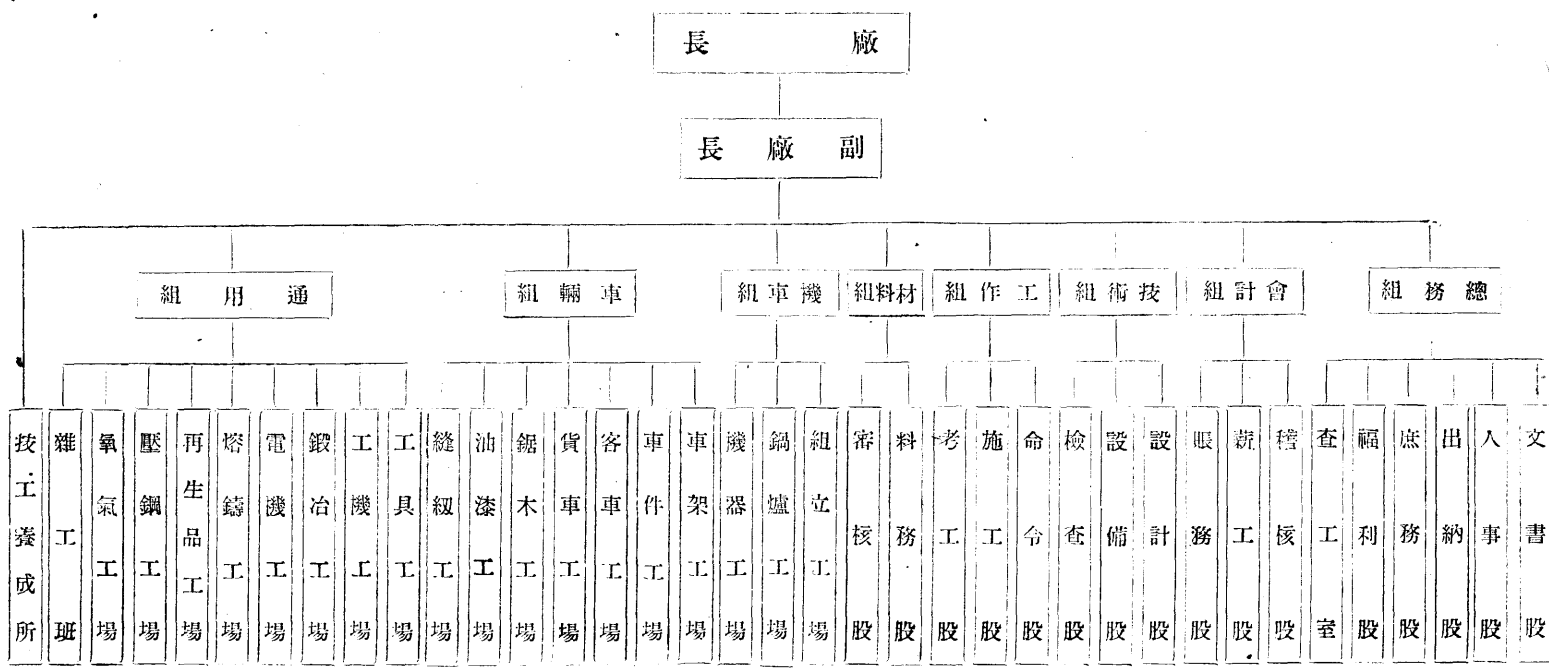 廠長
副廠長
總務組
會計組
技術組
工作組
材料組
機車組
車輛組
通用組
文書股
人事股
出納股
庶務股
福利股
查工室
稽核股
薪工股
賬務股
設計股
設備股
檢查股
命令股
施工股
考工股
料務股
審核股
組立工場
鍋爐工場
機器工場
車架工場
車件工場
客車工場
貨車工場
鋸木工場
油漆工場
縫紉工場
工具工場
工機工場
鍛冶工場
電機工場
熔鑄工場
再生品工場
壓鋼工場
氧氣工場
雜工班
技工養成所